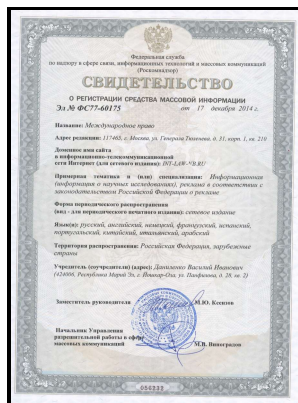 Федеральная служба
по надзору в сфере связи, информационных технологий и массовых коммуникаций
(Роскомнадзор)
СВИДЕТЕЛЬСТВО
О РЕГИСТРАЦИИ СРЕДСТВА МАССОВОЙ ИНФОРМАЦИИ
Эл № ФС77-60175 от 17 декабря 2014 г.
Название: Международное право
Адрес редакции: 117465, г. Москва, ул. Генерала Тюленева, д. 31, корп. 1, кв. 210
Доменное имя сайта
в информационно-телекоммуникационной
сети Интернет (для сетевого издания): INT-LAW-NB.RU
Примерная тематика и (или) специализация: Информационная
(информация о научных исследованиях), реклама в соответствии с
законодательством Российской Федерации о рекламе
Форма периодического распространения
(вид - для периодического печатного издания): сетевое издание
Язык(и): русский, английский, немецкий, французский, испанский,
португальский, китайский, итальянский, арабский
Территория распространения: Российская Федерация, зарубежные
страны
Учредитель (соучредители) (адрес): Даниленко Василий Иванович
(424006, Республика Марий Эл, г. Йошкар-Ола, ул. Панфилова, д. 28, кв. 2)
Заместитель руководителя М.Ю. Ксензов
Начальник Управления
разрешительной работы в сфере
массовых коммуникаций М.В. Виноградов